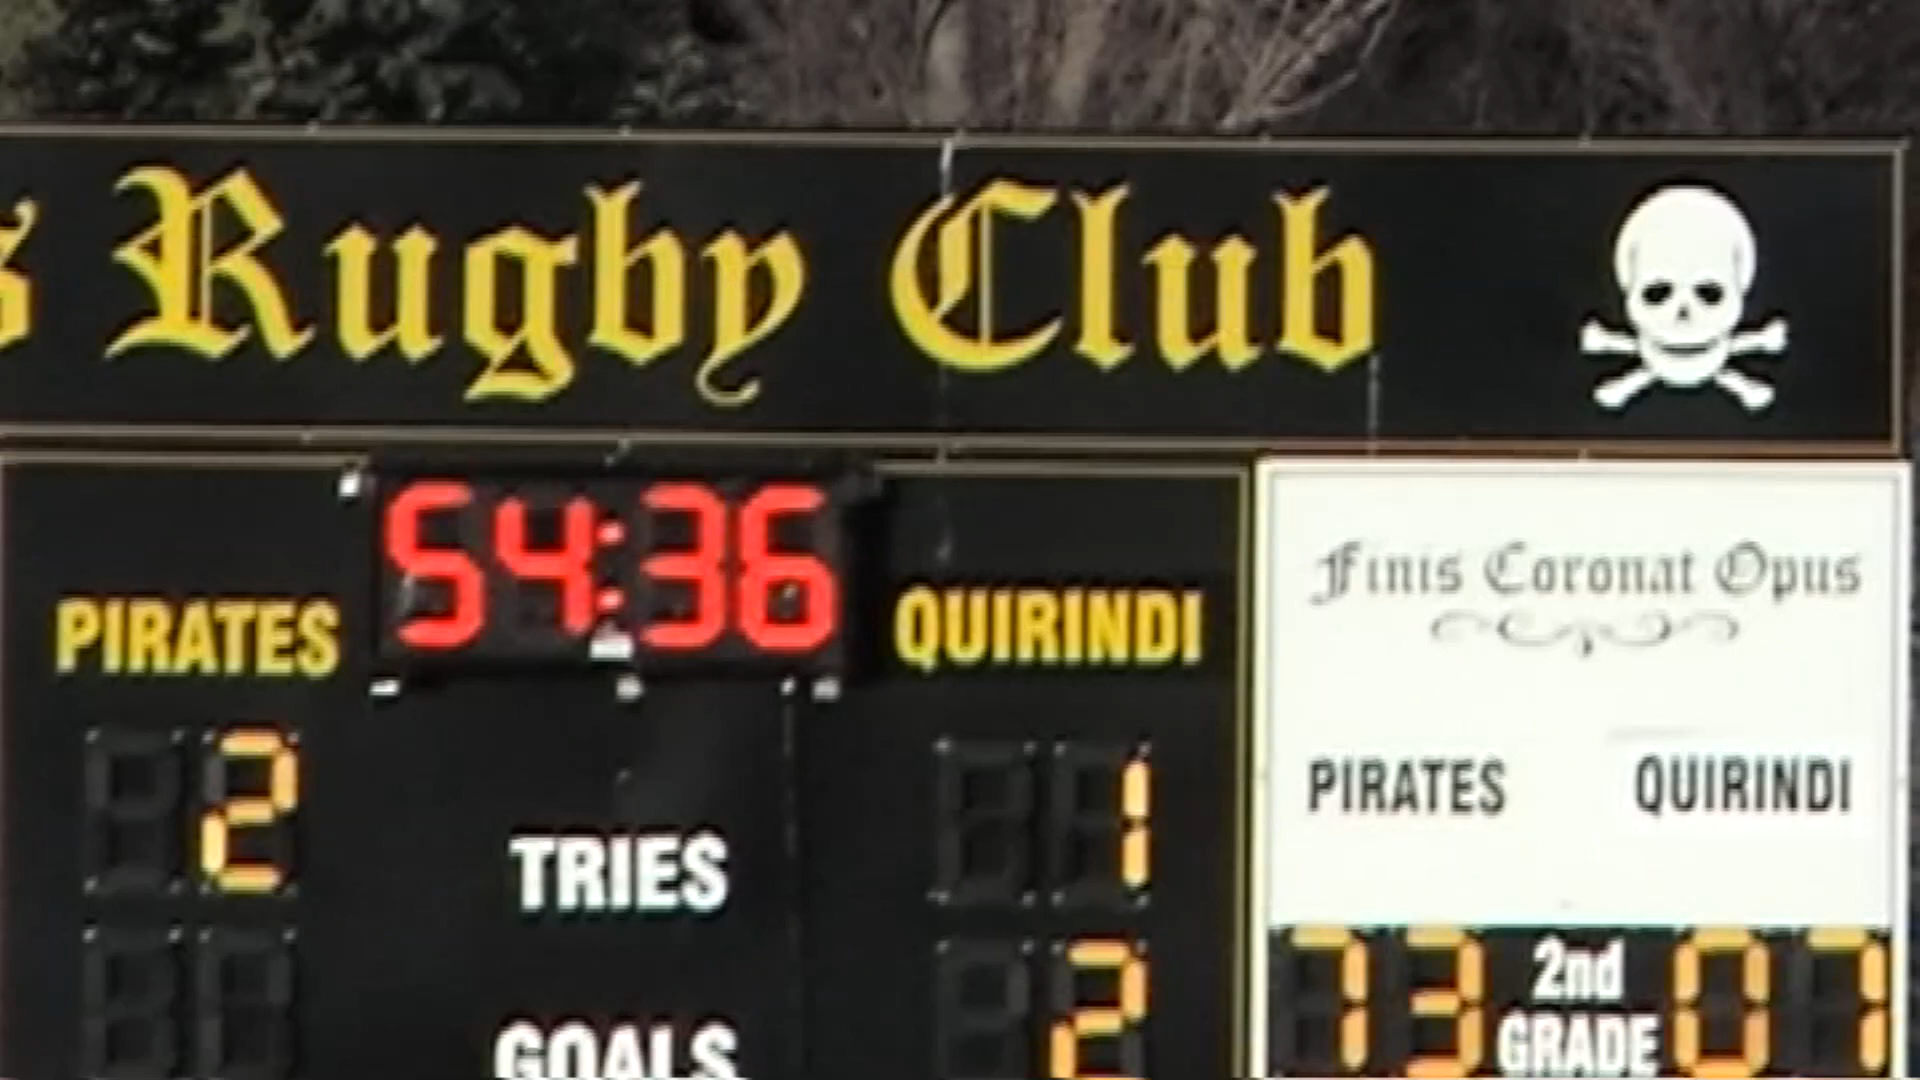 s Rugby Club
54:36
PIRATES
QUIRINDI
2
TRIES
1
GOALS
2
Finis Coronat Opus
PIRATES
QUIRINDI
73
2nd
GRADE
07